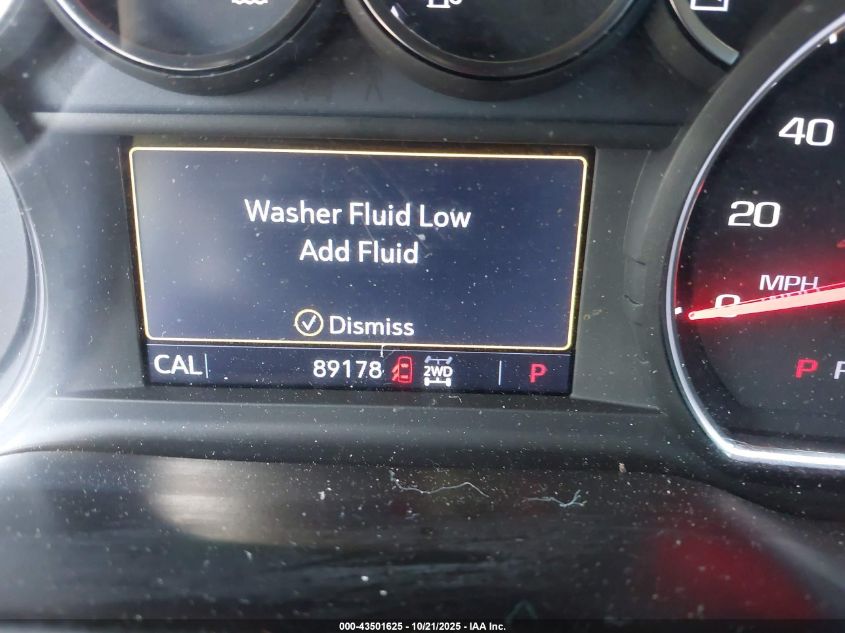 Washer Fluid Low
Add Fluid
Dismiss
CAL 89178 2WD P
40
20
0
MPH
P
000-43501625 - 10/21/2025 - IAA Inc.